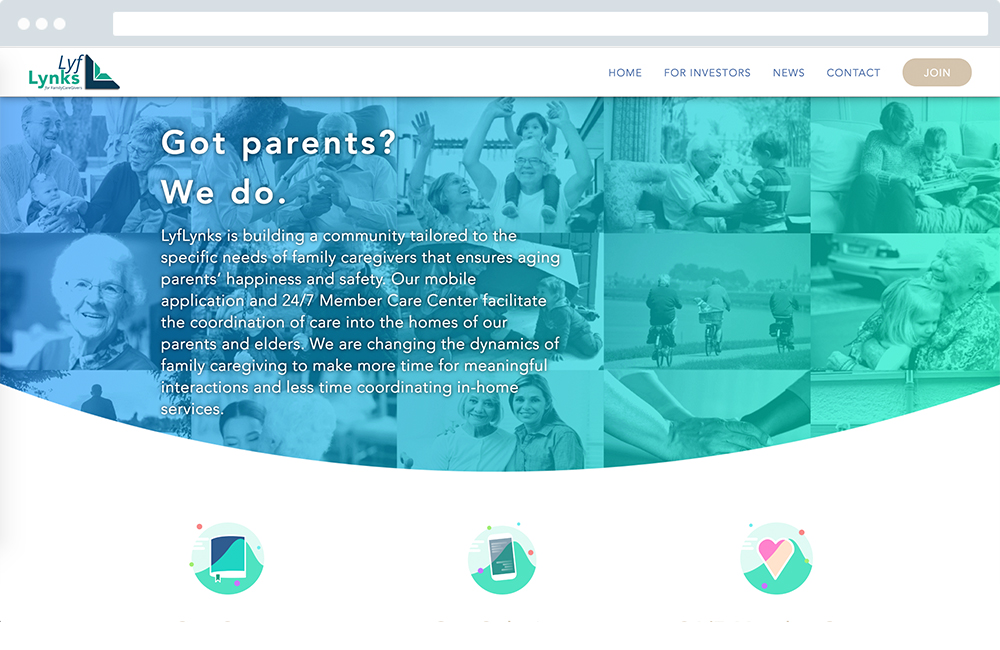 Lyf
Lynks
for FamilyCareGivers
HOME FOR INVESTORS NEWS CONTACT JOIN
Got parents?
We do.
LyfLynks is building a community tailored to the
specific needs of family caregivers that ensures aging
parents' happiness and safety. Our mobile
application and 24/7 Member Care Center facilitate
the coordination of care into the homes of our
parents and elders. We are changing the dynamics of
family caregiving to make more time for meaningful
interactions and less time coordinating in-home
services.